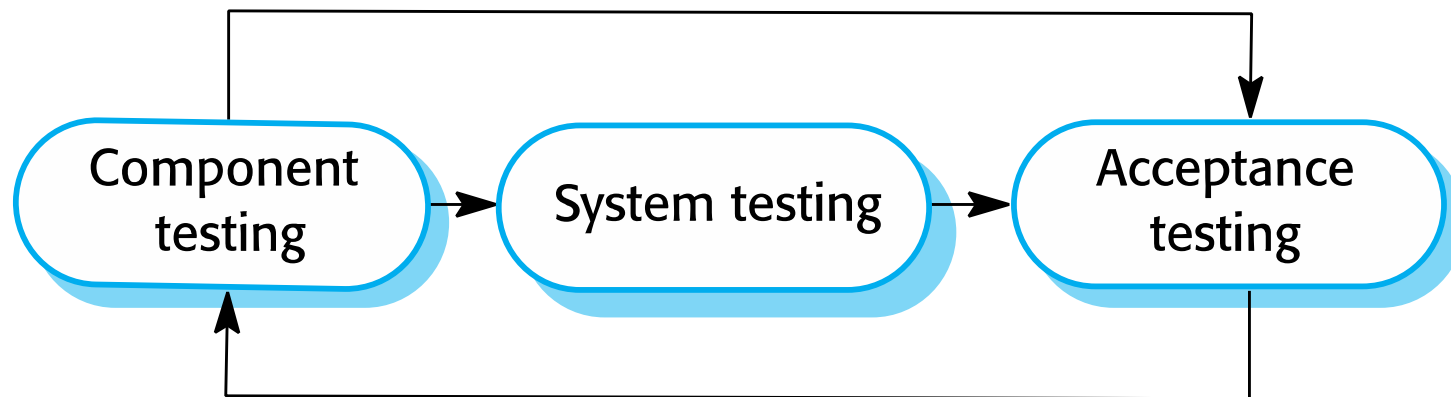 Component
testing
System testing
Acceptance
testing